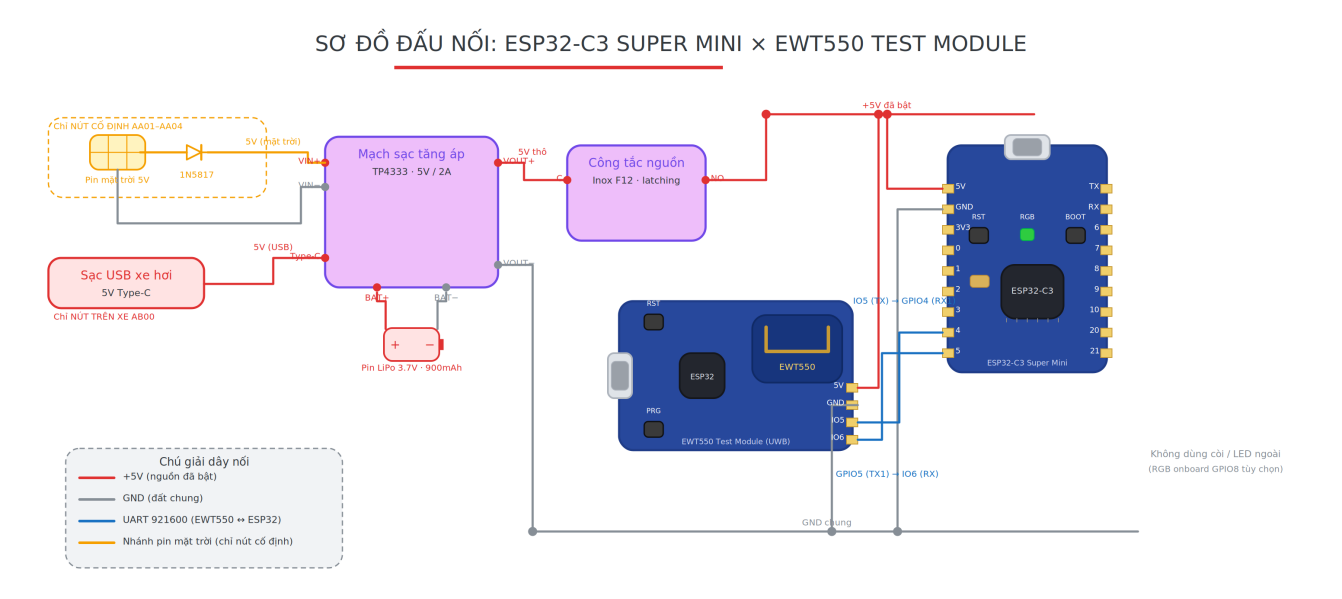 SƠ ĐỒ ĐẤU NỐI: ESP32-C3 SUPER MINI × EWT550 TEST MODULE
Chỉ NÚT CỐ ĐỊNH AA01–AA04
Pin mặt trời 5V
1N5817
5V (mặt trời)
VIN+
VIN−
Mạch sạc tăng áp
TP4333 · 5V / 2A
VOUT+
VOUT−
5V thô
C
Công tắc nguồn
Inox F12 · latching
NO
+5V đã bật
Sạc USB xe hơi
5V Type-C
Chỉ NÚT TRÊN XE AB00
5V (USB)
Type-C
BAT+
BAT−
+
−
Pin LiPo 3.7V · 900mAh
RST
ESP32
EWT550
PRG
EWT550 Test Module (UWB)
5V
GND
IO5
IO6
IO5 (TX) → GPIO4 (RX)
GPIO5 (TX1) → IO6 (RX)
5V
GND
3V3
0
1
2
3
4
5
RST
RGB
BOOT
ESP32-C3
TX
RX
6
7
8
9
10
20
21
ESP32-C3 Super Mini
Không dùng còi / LED ngoài
(RGB onboard GPIO8 tùy chọn)
GND chung
Chú giải dây nối
+5V (nguồn đã bật)
GND (đất chung)
UART 921600 (EWT550 ↔ ESP32)
Nhánh pin mặt trời (chỉ nút cố định)